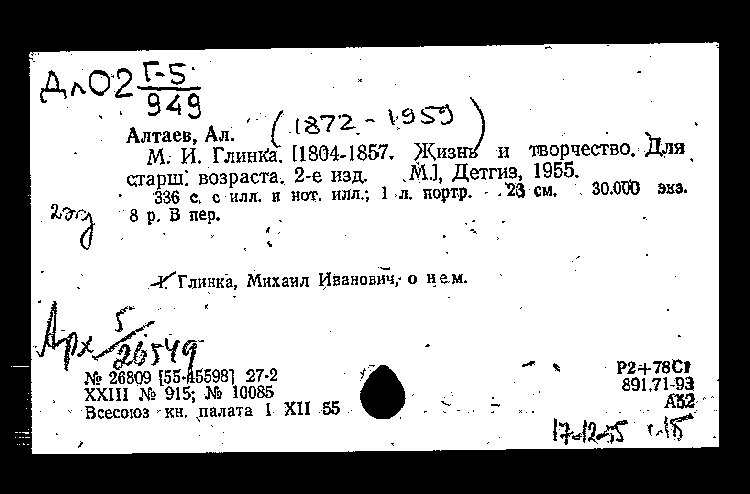 Дл02 Г-5
949
(1872-1959)
Алтаев, Ал.
М. И. Глинка. [1804-1857. Жизнь и творчество. Для
старш. возраста. 2-е изд. М.], Детгиз, 1955.
336 с. с илл. и нот. илл.; 1 л. портр. 23 см. 30.000 экз.
2эд 8 р. В пер.
I. Глинка, Михаил Иванович, о нем.
Арх 5/26549
№ 26809 [55-45598] 27-2
XXIII № 915; № 10085
Всесоюз кн. палата 1 XII 55
Р2+78С1
891.71-93
А52
17-12-55